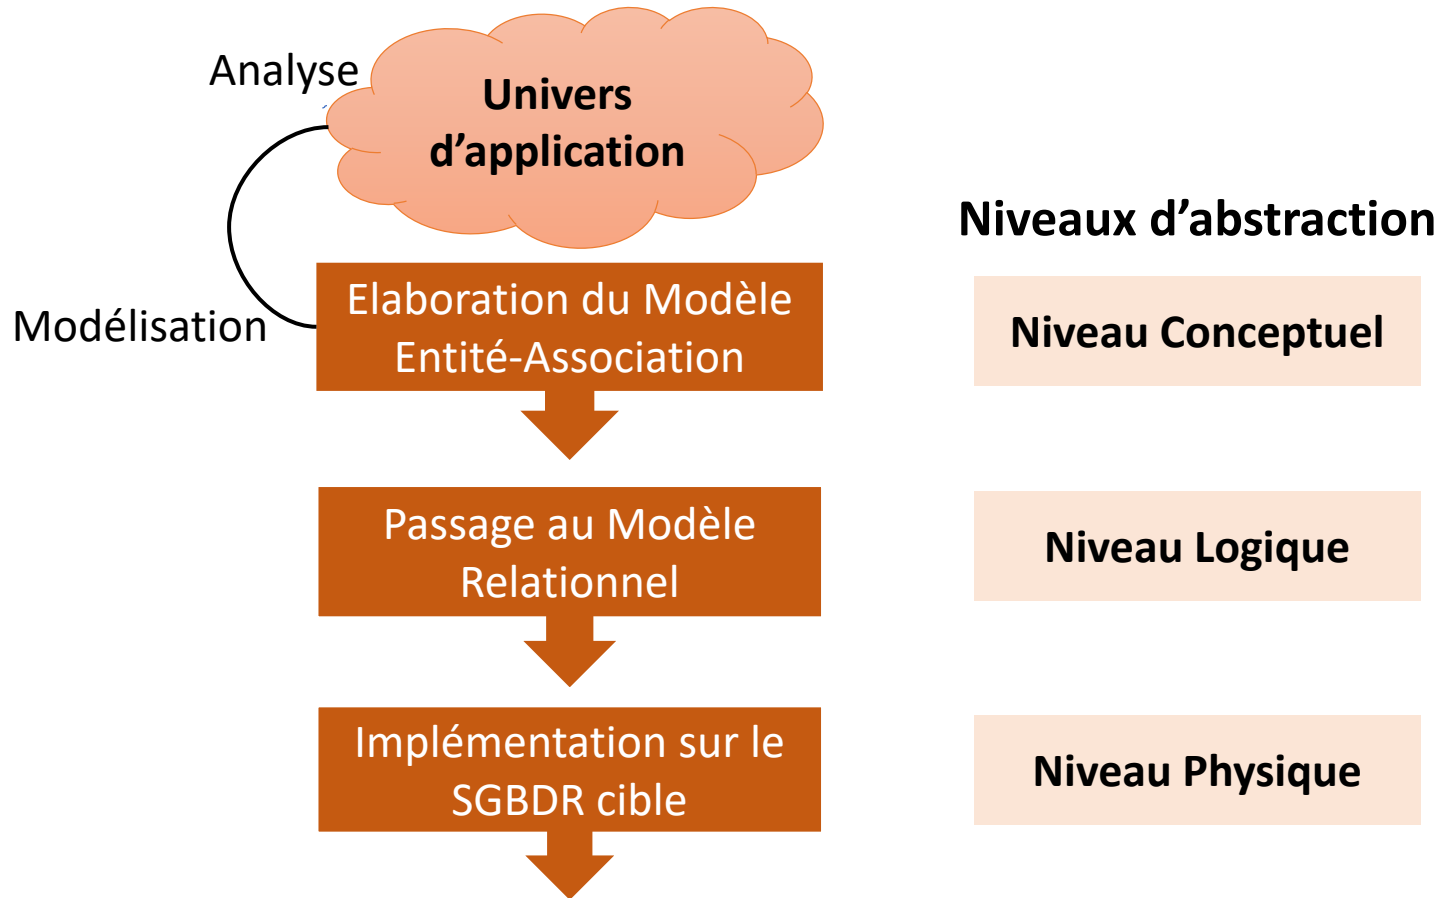 Analyse
Univers
d’application
Niveaux d’abstraction
Modélisation
Elaboration du Modèle
Entité-Association
Niveau Conceptuel
Passage au Modèle
Relationnel
Niveau Logique
Implémentation sur le
SGBDR cible
Niveau Physique